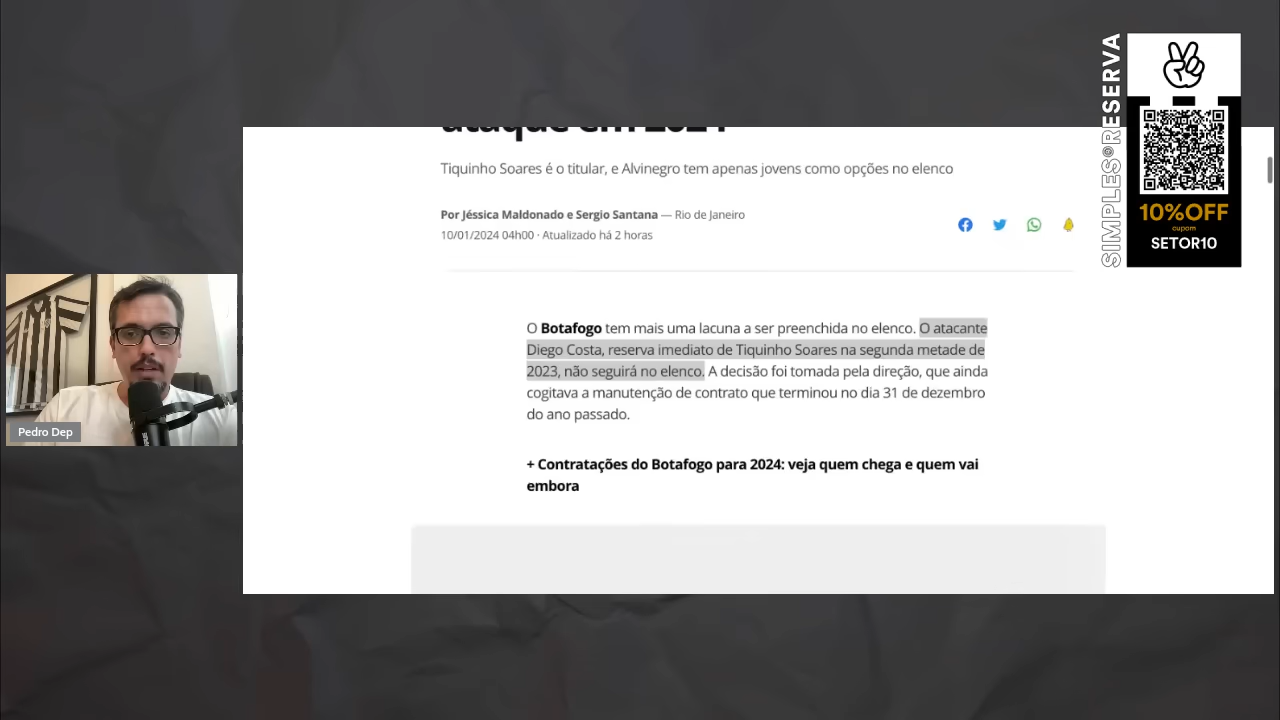 ataque em 2024
Tiquinho Soares é o titular, e Alvinegro tem apenas jovens como opções no elenco
Por Jéssica Maldonado e Sergio Santana — Rio de Janeiro
10/01/2024 04h00 · Atualizado há 2 horas
O Botafogo tem mais uma lacuna a ser preenchida no elenco. O atacante
Diego Costa, reserva imediato de Tiquinho Soares na segunda metade de
2023, não seguirá no elenco. A decisão foi tomada pela direção, que ainda
cogitava a manutenção de contrato que terminou no dia 31 de dezembro
do ano passado.
+ Contratações do Botafogo para 2024: veja quem chega e quem vai
embora
Pedro Dep
SIMPLES®RESERVA
10%OFF
cupom
SETOR10